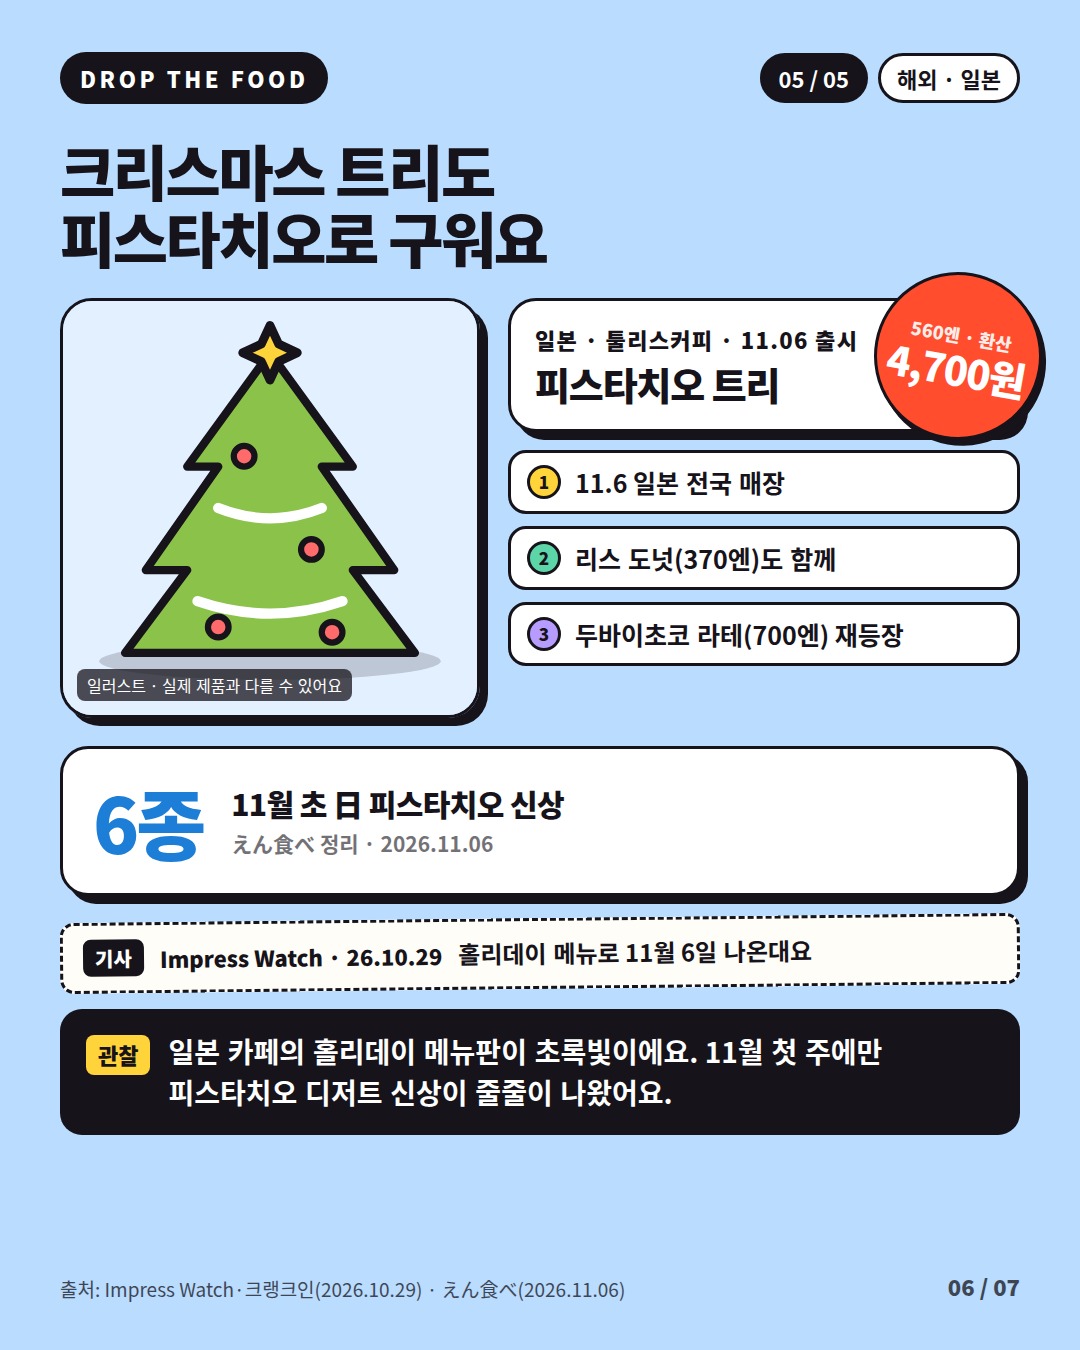 DROP THE FOOD
05 / 05
해외 · 일본
크리스마스 트리도
피스타치오로 구워요
일본 · 툴리스커피 · 11.06 출시
피스타치오 트리
560엔 · 환산
4,700원
1 11.6 일본 전국 매장
2 리스 도넛(370엔)도 함께
3 두바이초코 라테(700엔) 재등장
일러스트 · 실제 제품과 다를 수 있어요
6종
11월 초 日 피스타치오 신상
えん食べ 정리 · 2026.11.06
기사 Impress Watch · 26.10.29 홀리데이 메뉴로 11월 6일 나온대요
관찰 일본 카페의 홀리데이 메뉴판이 초록빛이에요. 11월 첫 주에만
피스타치오 디저트 신상이 줄줄이 나왔어요.
출처: Impress Watch·크랭크인(2026.10.29) · えん食べ(2026.11.06)
06 / 07